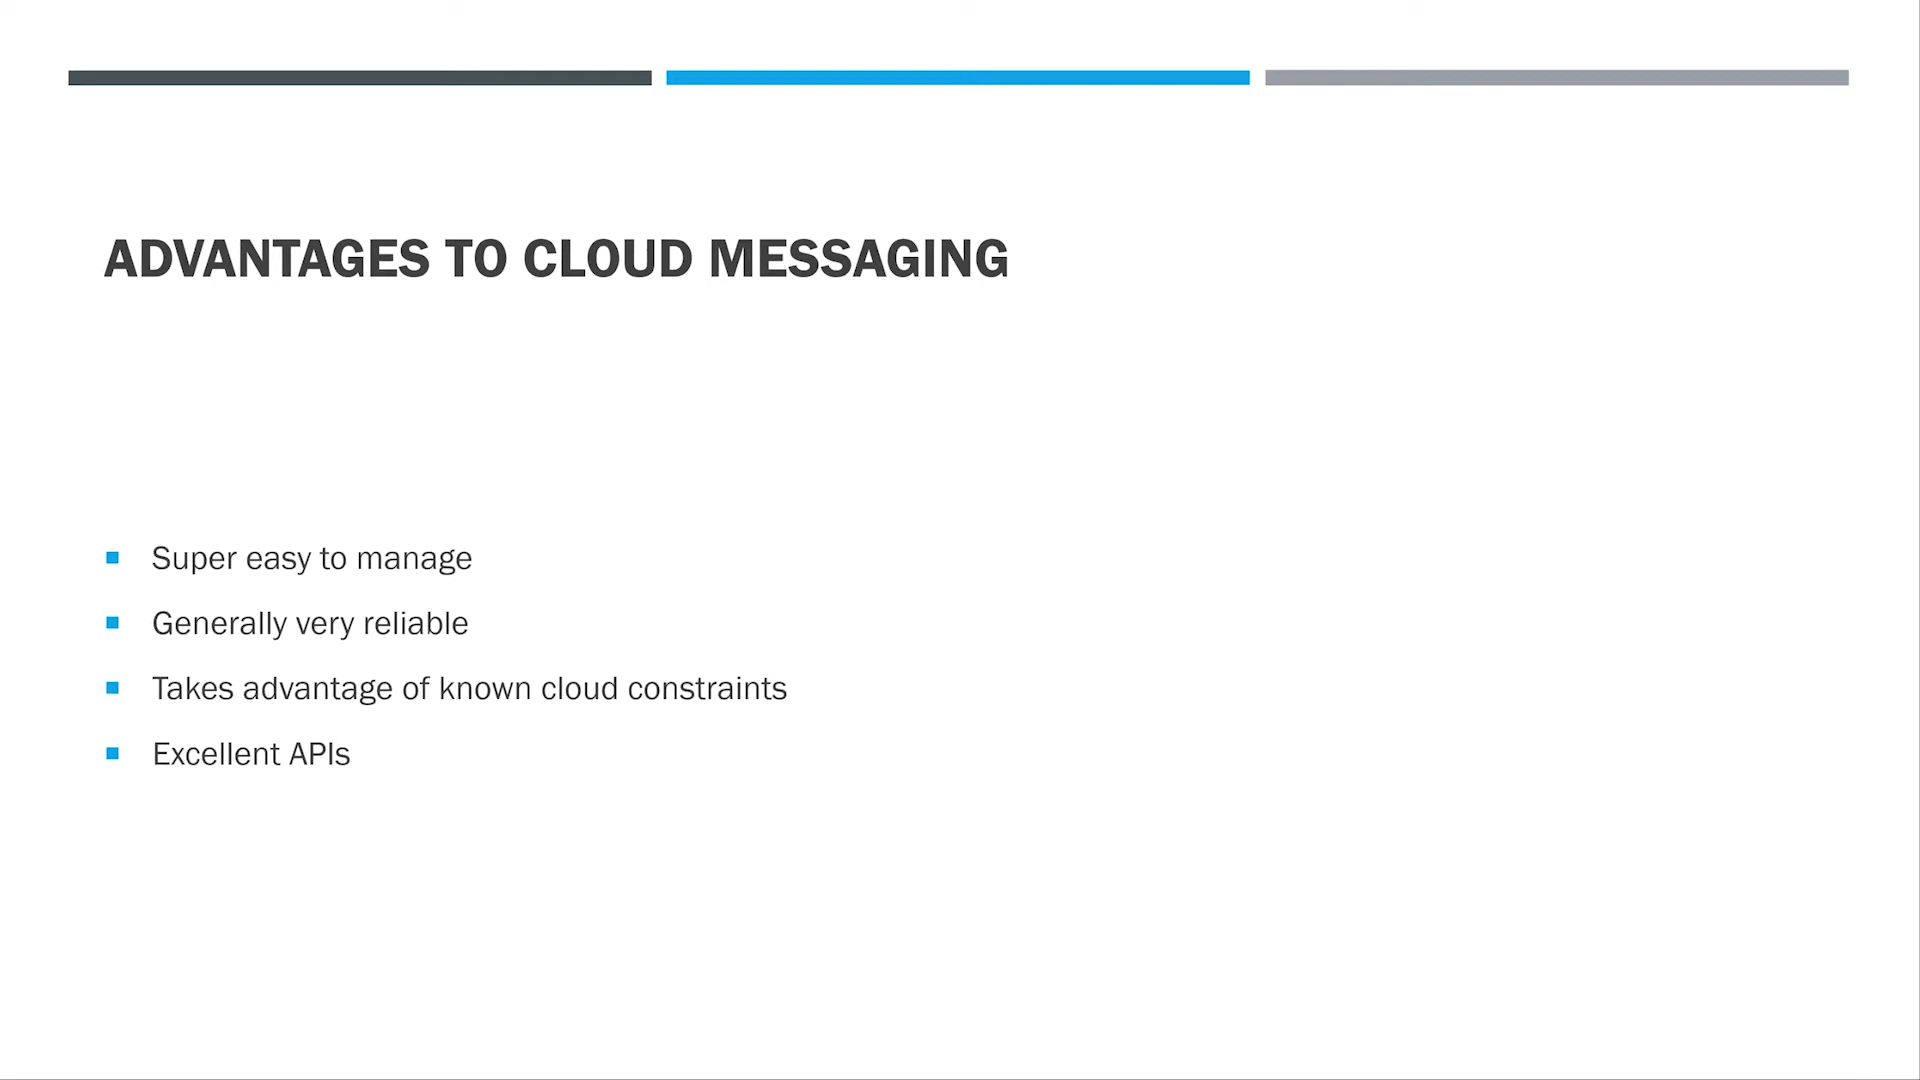 ADVANTAGES TO CLOUD MESSAGING
Super easy to manage
Generally very reliable
Takes advantage of known cloud constraints
Excellent APIs